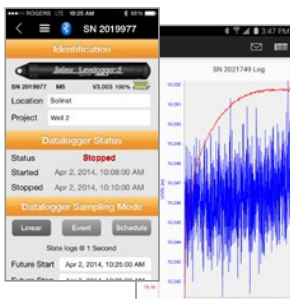 ROGERS LTE 10:25 AM
SN 2019977
Identification
Solinst Levelogger
SN 2019977 M5 V3.003 100%
Location Solinst
Project Well 2
Datalogger Status
Status Stopped
Started Apr 2, 2014, 10:08:00 AM
Stopped Apr 2, 2014, 10:10:00 AM
Datalogger Sampling Mode
Linear Event Schedule
Slate logs @ 1 Second
Future Start Apr 2, 2014, 10:25:00 AM
3:47 PM
SN 2021749 Log